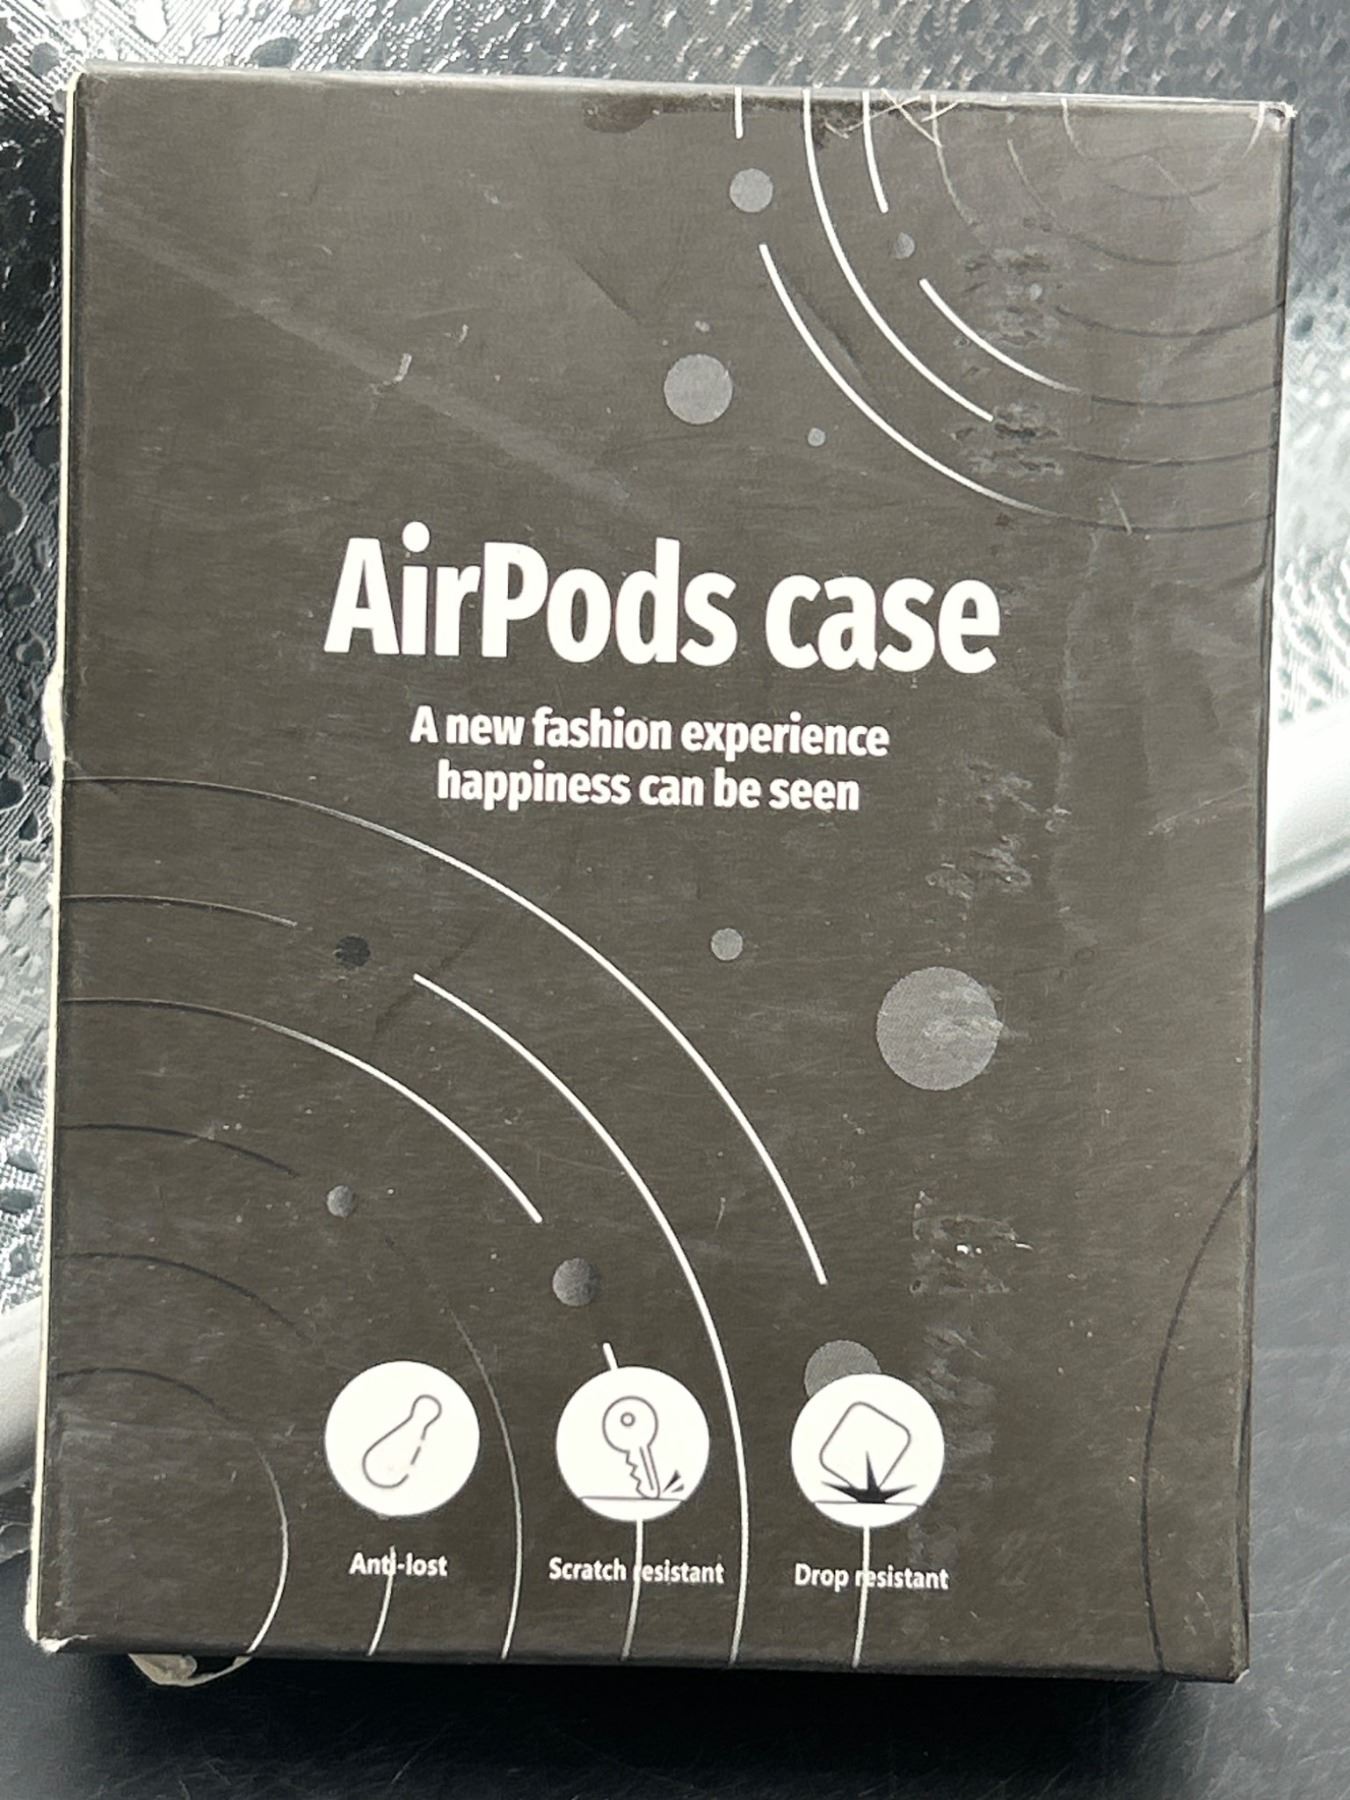 AirPods case
A new fashion experience
happiness can be seen
Anti-lost
Scratch resistant
Drop resistant